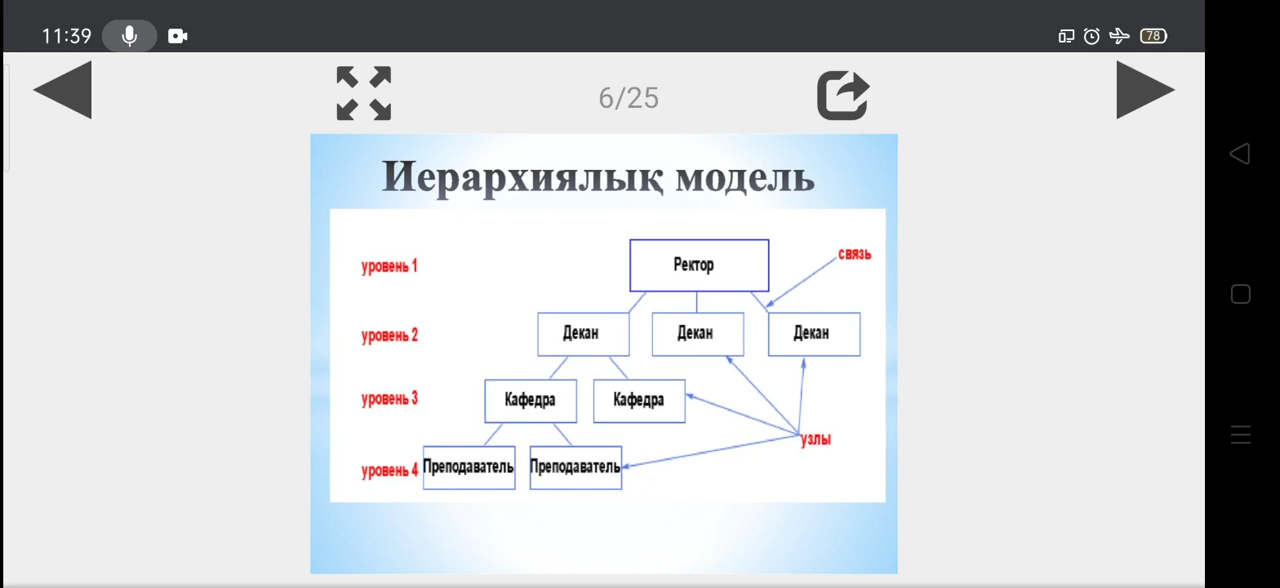 11:39
78
6/25
Иерархиялық модель
уровень 1
Ректор
связь
уровень 2
Декан
Декан
Декан
уровень 3
Кафедра
Кафедра
узлы
уровень 4
Преподаватель
Преподаватель